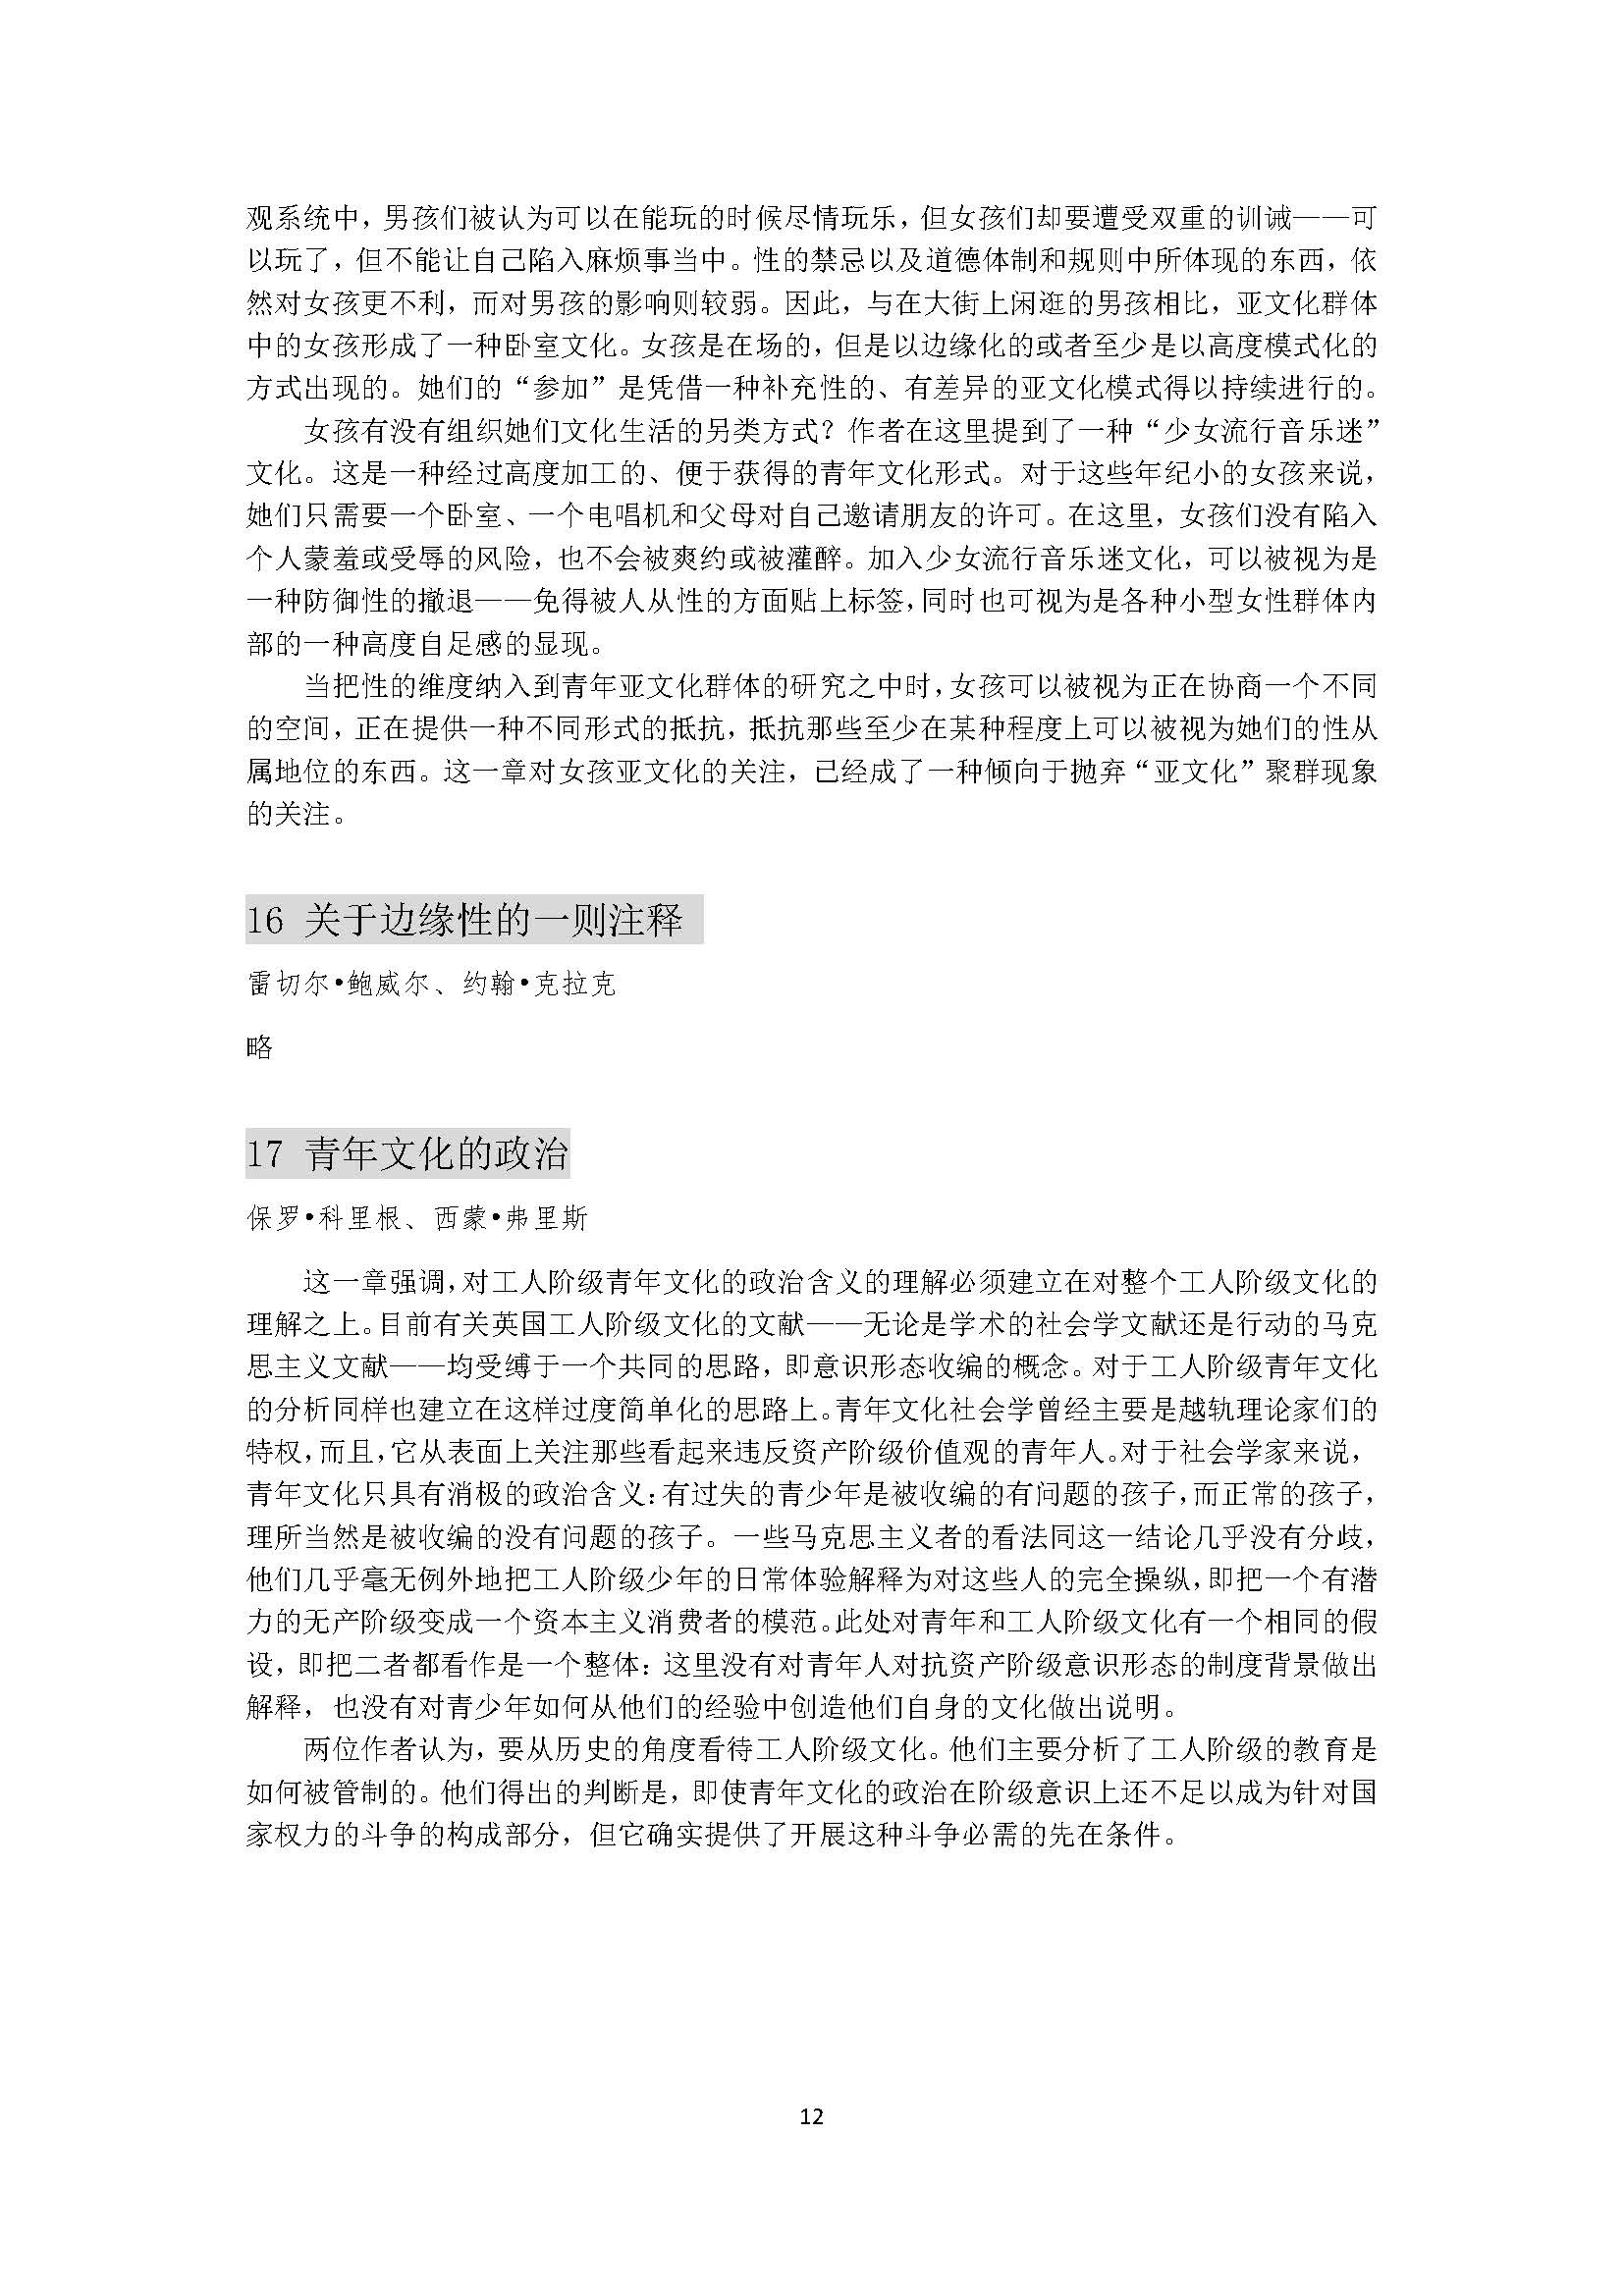 观系统中，男孩们被认为可以在能玩的时候尽情玩乐，但女孩们却要遭受双重的训诫——可
以玩了，但不能让自己陷入麻烦事当中。性的禁忌以及道德体制和规则中所体现的东西，依
然对女孩更不利，而对男孩的影响则较弱。因此，与在大街上闲逛的男孩相比，亚文化群体
中的女孩形成了一种卧室文化。女孩是在场的，但是以边缘化的或者至少是以高度模式化的
方式出现的。她们的“参加”是凭借一种补充性的、有差异的亚文化模式得以持续进行的。
女孩有没有组织她们文化生活的另类方式？作者在这里提到了一种“少女流行音乐迷”
文化。这是一种经过高度加工的、便于获得的青年文化形式。对于这些年纪小的女孩来说，
她们只需要一个卧室、一个电唱机和父母对自己邀请朋友的许可。在这里，女孩们没有陷入
个人蒙羞或受辱的风险，也不会被爽约或被灌醉。加入少女流行音乐迷文化，可以被视为是
一种防御性的撤退——免得被人从性的方面贴上标签，同时也可视为是各种小型女性群体内
部的一种高度自足感的显现。
当把性的维度纳入到青年亚文化群体的研究之中时，女孩可以被视为正在协商一个不同
的空间，正在提供一种不同形式的抵抗，抵抗那些至少在某种程度上可以被视为她们的性从
属地位的东西。这一章对女孩亚文化的关注，已经成了一种倾向于抛弃“亚文化”聚群现象
的关注。
16 关于边缘性的一则注释
雷切尔•鲍威尔、约翰•克拉克
略
17 青年文化的政治
保罗•科里根、西蒙•弗里斯
这一章强调，对工人阶级青年文化的政治含义的理解必须建立在对整个工人阶级文化的
理解之上。目前有关英国工人阶级文化的文献——无论是学术的社会学文献还是行动的马克
思主义文献——均受缚于一个共同的思路，即意识形态收编的概念。对于工人阶级青年文化
的分析同样也建立在这样过度简单化的思路上。青年文化社会学曾经主要是越轨理论家们的
特权，而且，它从表面上关注那些看起来违反资产阶级价值观的青年人。对于社会学家来说，
青年文化只具有消极的政治含义：有过失的青少年是被收编的有问题的孩子，而正常的孩子，
理所当然是被收编的没有问题的孩子。一些马克思主义者的看法同这一结论几乎没有分歧，
他们几乎毫无例外地把工人阶级少年的日常体验解释为对这些人的完全操纵，即把一个有潜
力的无产阶级变成一个资本主义消费者的模范。此处对青年和工人阶级文化有一个相同的假
设，即把二者都看作是一个整体：这里没有对青年人对抗资产阶级意识形态的制度背景做出
解释，也没有对青少年如何从他们的经验中创造他们自身的文化做出说明。
两位作者认为，要从历史的角度看待工人阶级文化。他们主要分析了工人阶级的教育是
如何被管制的。他们得出的判断是，即使青年文化的政治在阶级意识上还不足以成为针对国
家权力的斗争的构成部分，但它确实提供了开展这种斗争必需的先在条件。
12